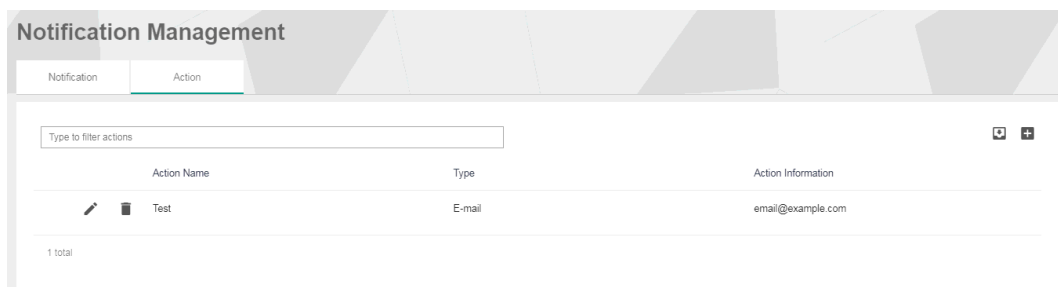 Notification Management
Notification Action
Type to filter actions
Action Name Type Action Information
Test E-mail email@example.com
1 total